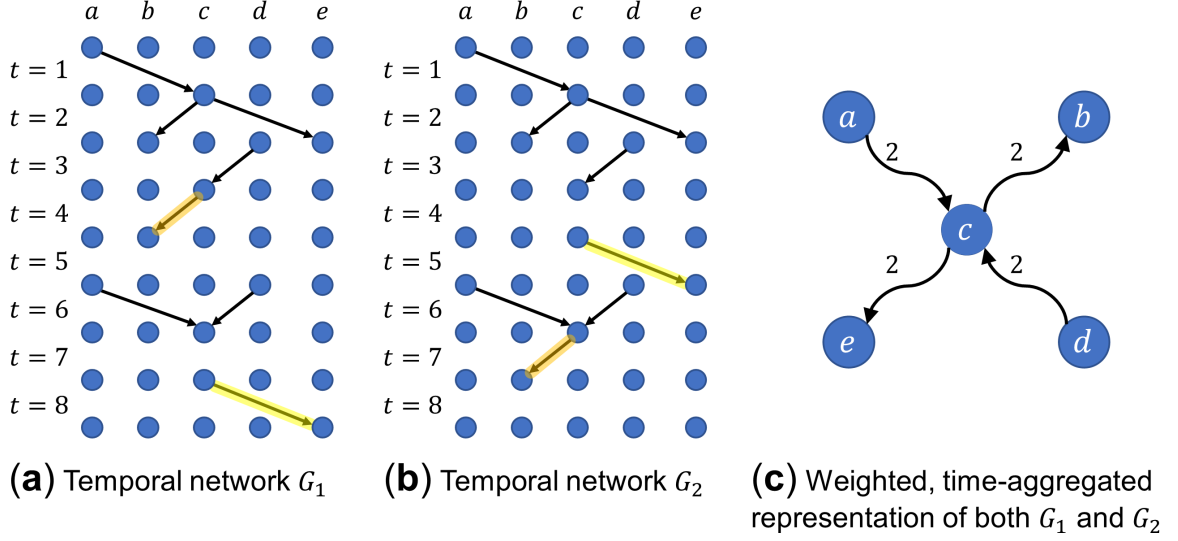 a b c d e
a b c d e
t = 1
t = 2
t = 3
t = 4
t = 5
t = 6
t = 7
t = 8
t = 1
t = 2
t = 3
t = 4
t = 5
t = 6
t = 7
t = 8
a
b
2
2
c
2
2
e
d
(a) Temporal network G₁
(b) Temporal network G₂
(c) Weighted, time-aggregated
representation of both G₁ and G₂